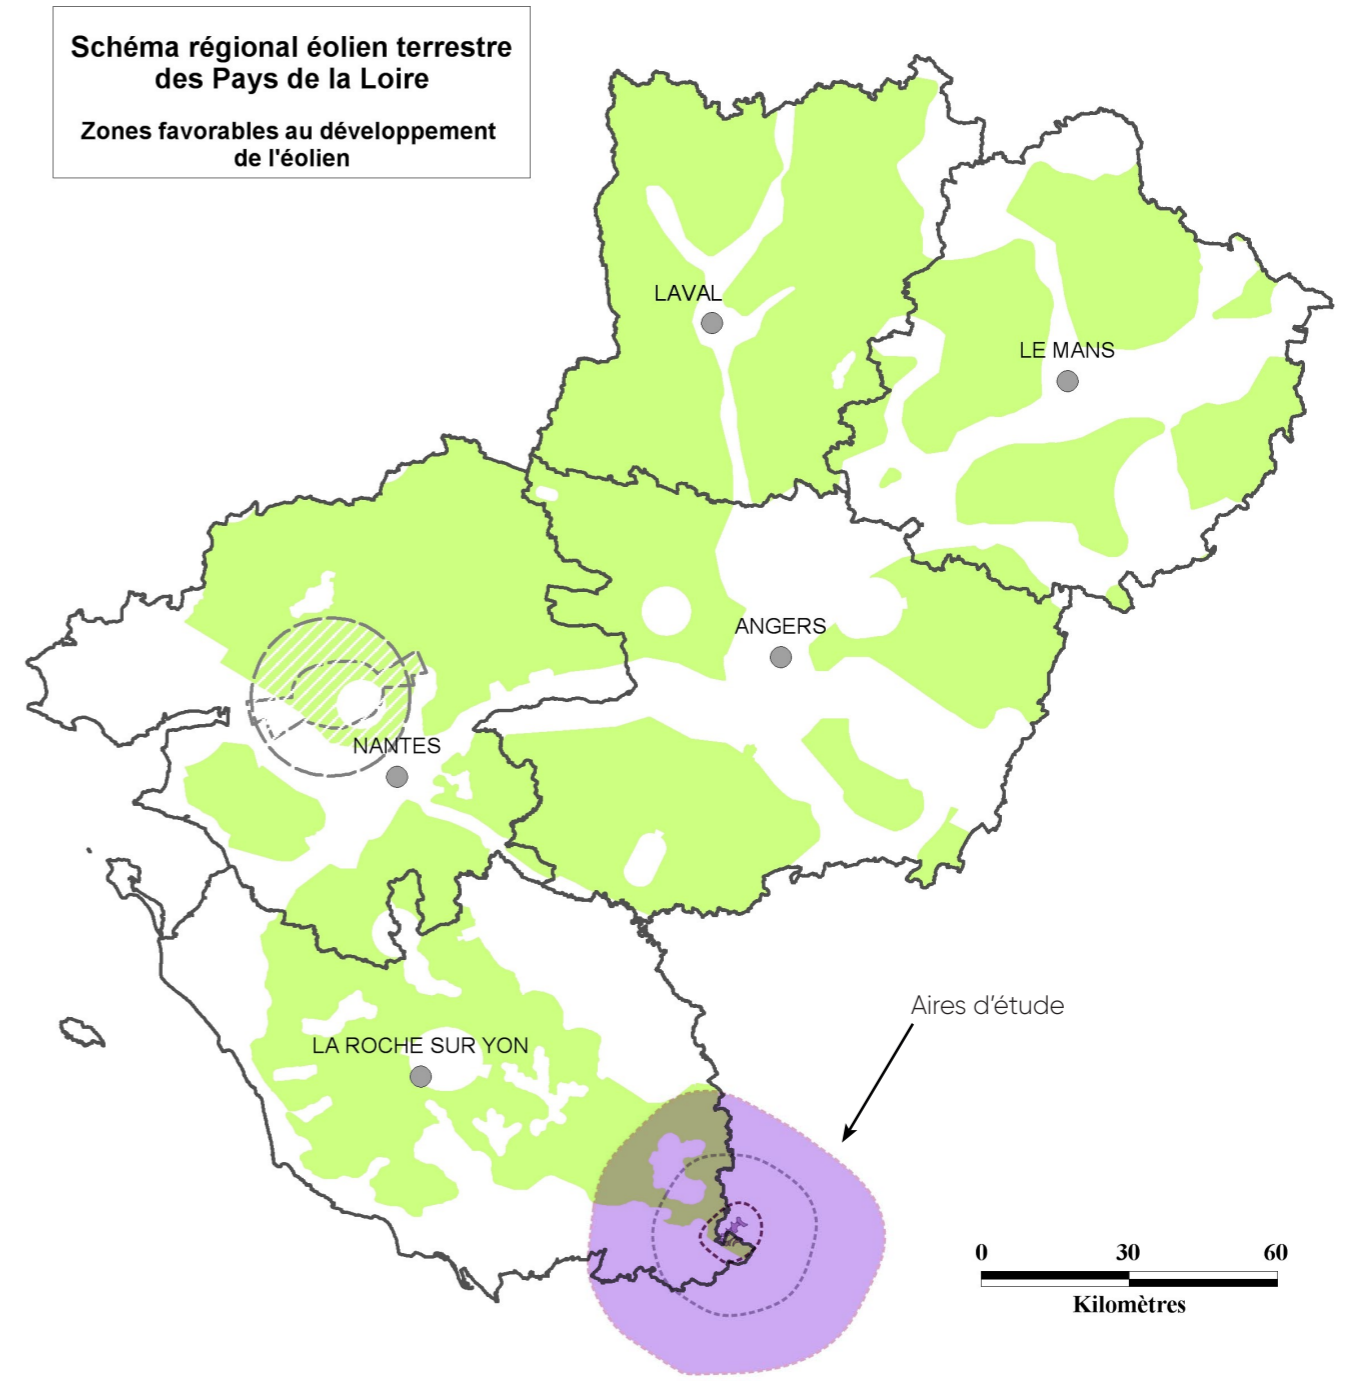 Schéma régional éolien terrestre
des Pays de la Loire
Zones favorables au développement
de l'éolien
LAVAL
LE MANS
ANGERS
NANTES
Aires d'étude
LA ROCHE SUR YON
0 30 60
Kilomètres